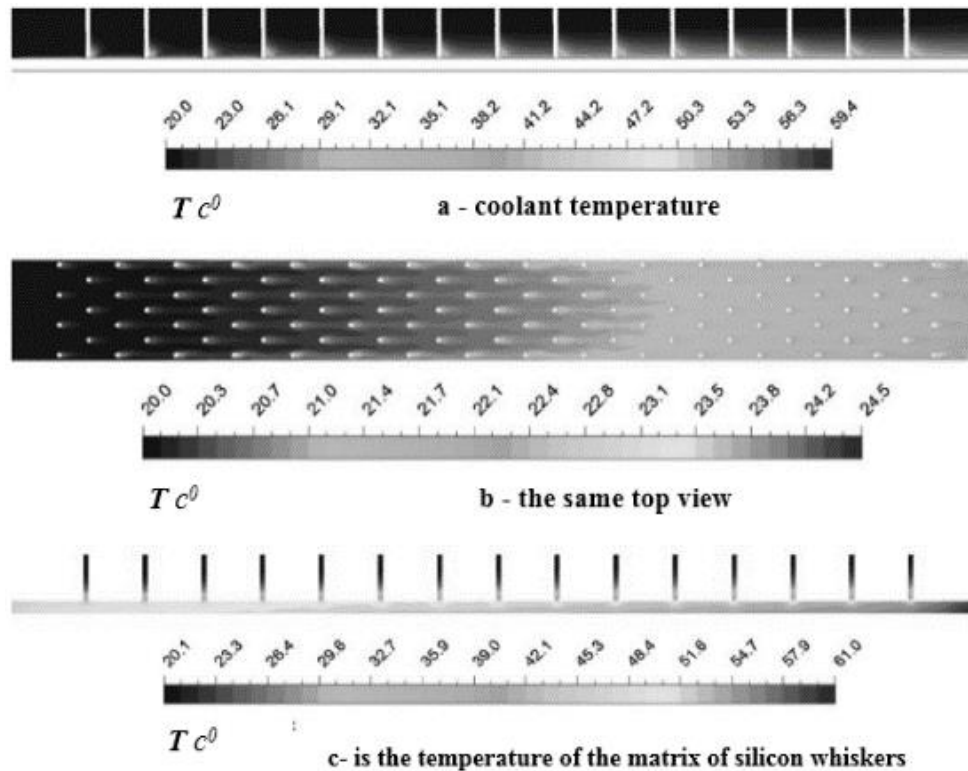 20.0 23.0 26.1 29.1 32.1 35.1 38.2 41.2 44.2 47.2 50.3 53.3 56.3 59.4
T c⁰ a - coolant temperature
20.0 20.3 20.7 21.0 21.4 21.7 22.1 22.4 22.8 23.1 23.5 23.8 24.2 24.5
T c⁰ b - the same top view
20.1 23.3 26.4 29.6 32.7 35.9 39.0 42.1 45.3 48.4 51.6 54.7 57.9 61.0
T c⁰ c- is the temperature of the matrix of silicon whiskers